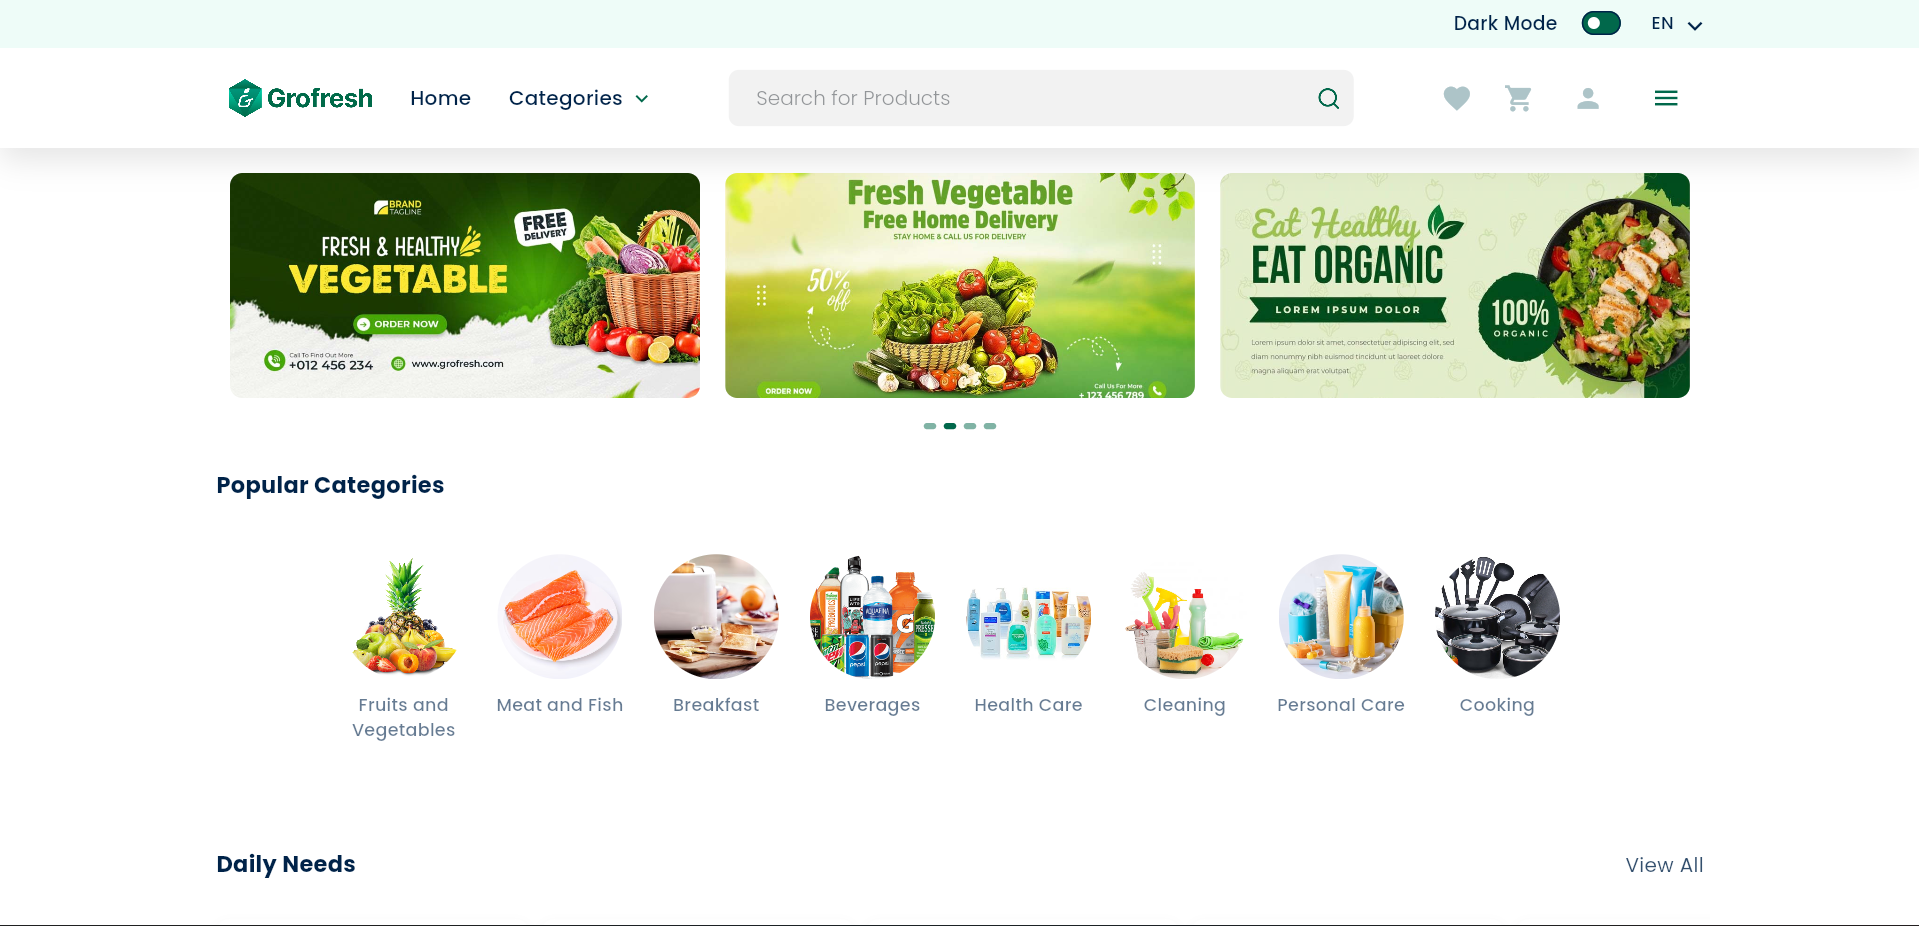 Dark Mode
EN
Grofresh
Home
Categories
Search for Products
BRAND
TAGLINE
FREE
DELIVERY
FRESH & HEALTHY
VEGETABLE
ORDER NOW
Call To Find Out More
+012 456 234
www.grofresh.com
Fresh Vegetable
Free Home Delivery
STAY HOME & CALL US FOR DELIVERY
50%
off
ORDER NOW
Call Us For More
+ 123 456 789
Eat Healthy
EAT ORGANIC
LOREM IPSUM DOLOR
100%
ORGANIC
Lorem ipsum dolor sit amet, consectetuer adipiscing elit, sed
diam nonummy nibh euismod tincidunt ut laoreet dolore
magna aliquam erat volutpat.
Popular Categories
AQUAFINA
G
pepsi
pepsi
Fruits and
Vegetables
Meat and Fish
Breakfast
Beverages
Health Care
Cleaning
Personal Care
Cooking
Daily Needs
View All